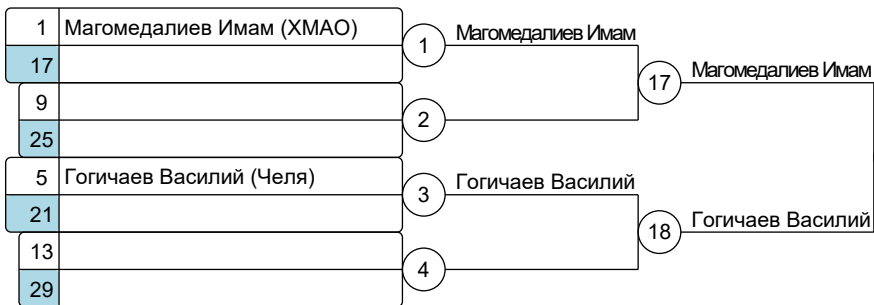 1 Магомедалиев Имам (ХМАО)
17
1 Магомедалиев Имам
9
25
2
17 Магомедалиев Имам
5 Гогичаев Василий (Челя)
21
3 Гогичаев Василий
13
29
4
18 Гогичаев Василий